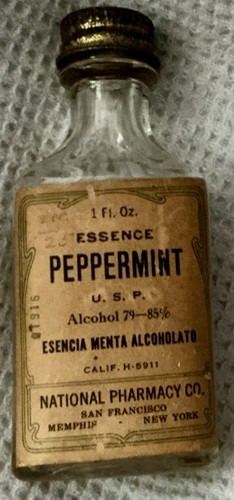 1 Fl. Oz.
ESSENCE
PEPPERMINT
U. S. P.
Alcohol 79—85%
ESENCIA MENTA ALCOHOLATO
CALIF. H-5911
NATIONAL PHARMACY CO.
SAN FRANCISCO
MEMPHIS - NEW YORK